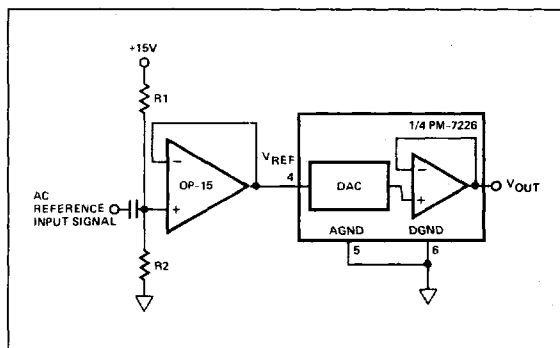 +15V
R1
1/4 PM-7226
VREF
OP-15
4
DAC
VOUT
AC
REFERENCE
INPUT SIGNAL
AGND
DGND
5
6
R2